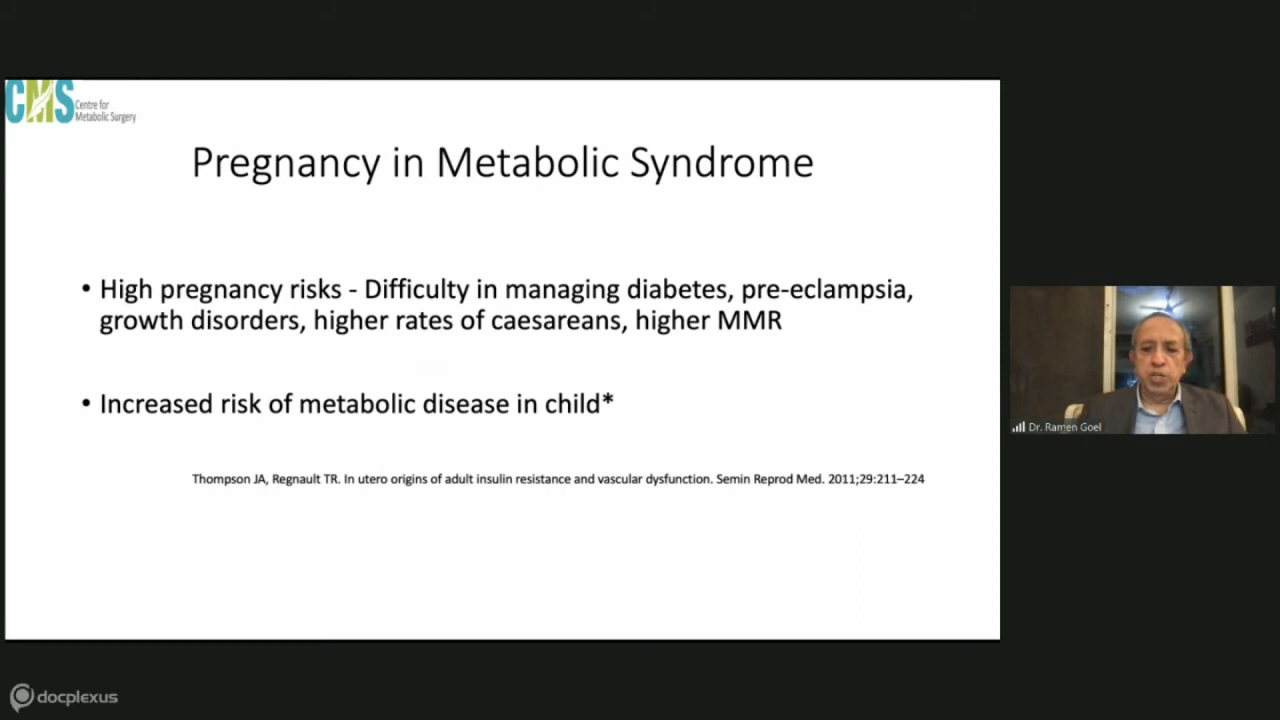 CMS
Centre for
Metabolic Surgery
Pregnancy in Metabolic Syndrome
• High pregnancy risks - Difficulty in managing diabetes, pre-eclampsia,
growth disorders, higher rates of caesareans, higher MMR
• Increased risk of metabolic disease in child*
Thompson JA, Regnault TR. In utero origins of adult insulin resistance and vascular dysfunction. Semin Reprod Med. 2011;29:211–224
Dr. Ramen Goel
docplexus